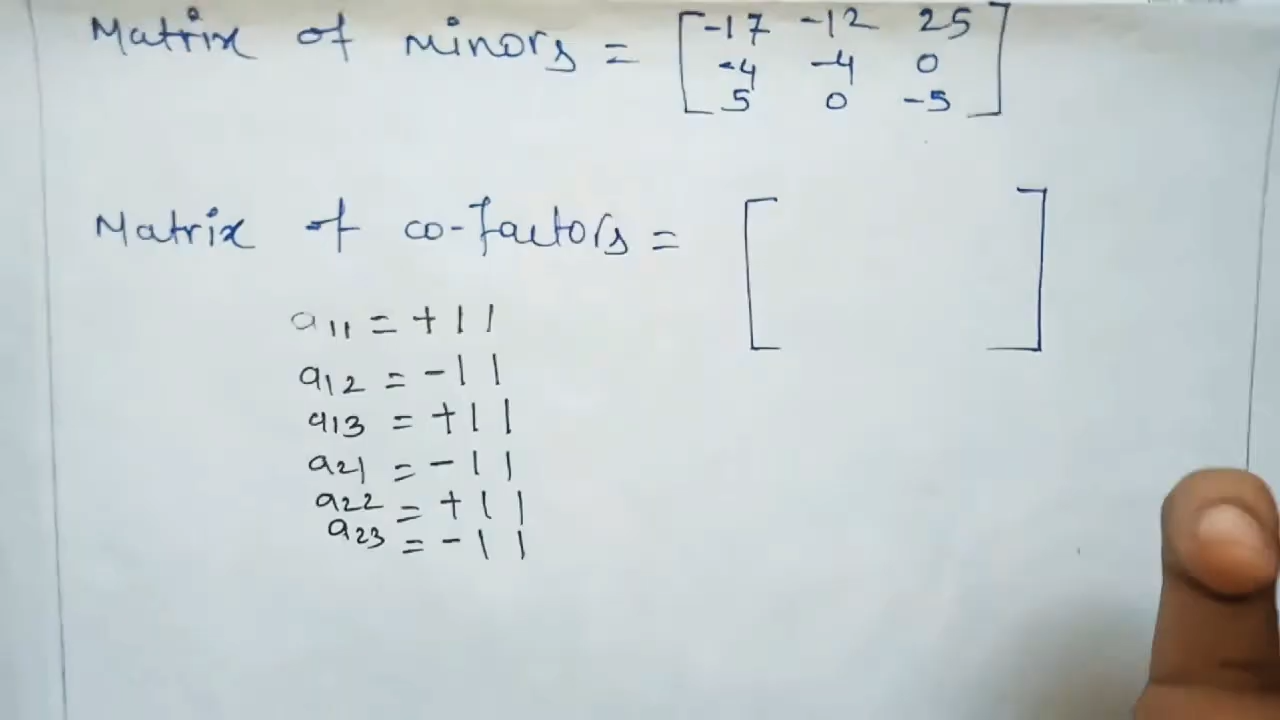 Matrix of minors = [-17 -12 25
-4 -4 0
5 0 -5]
Matrix of co-factors = [ ]
a11 = + | |
a12 = - | |
a13 = + | |
a21 = - | |
a22 = + | |
a23 = - | |